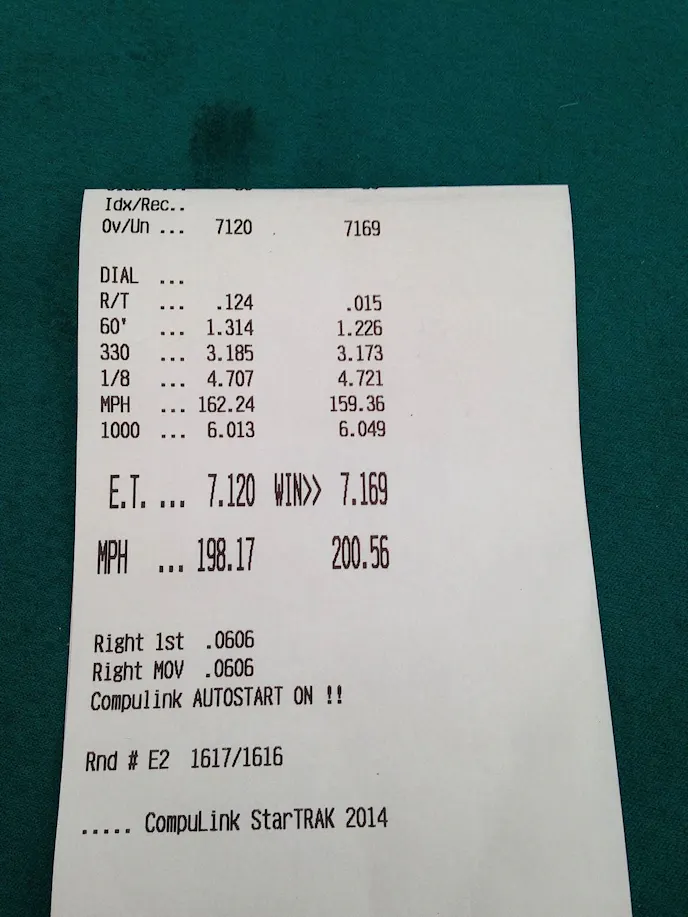 Idx/Rec..
Ov/Un ... 7120 7169
DIAL ...
R/T ... .124 .015
60' ... 1.314 1.226
330 ... 3.185 3.173
1/8 ... 4.707 4.721
MPH ... 162.24 159.36
1000 ... 6.013 6.049
E.T. ... 7.120 WIN>> 7.169
MPH ... 198.17 200.56
Right 1st .0606
Right MOV .0606
Compulink AUTOSTART ON !!
Rnd # E2 1617/1616
..... CompuLink StarTRAK 2014